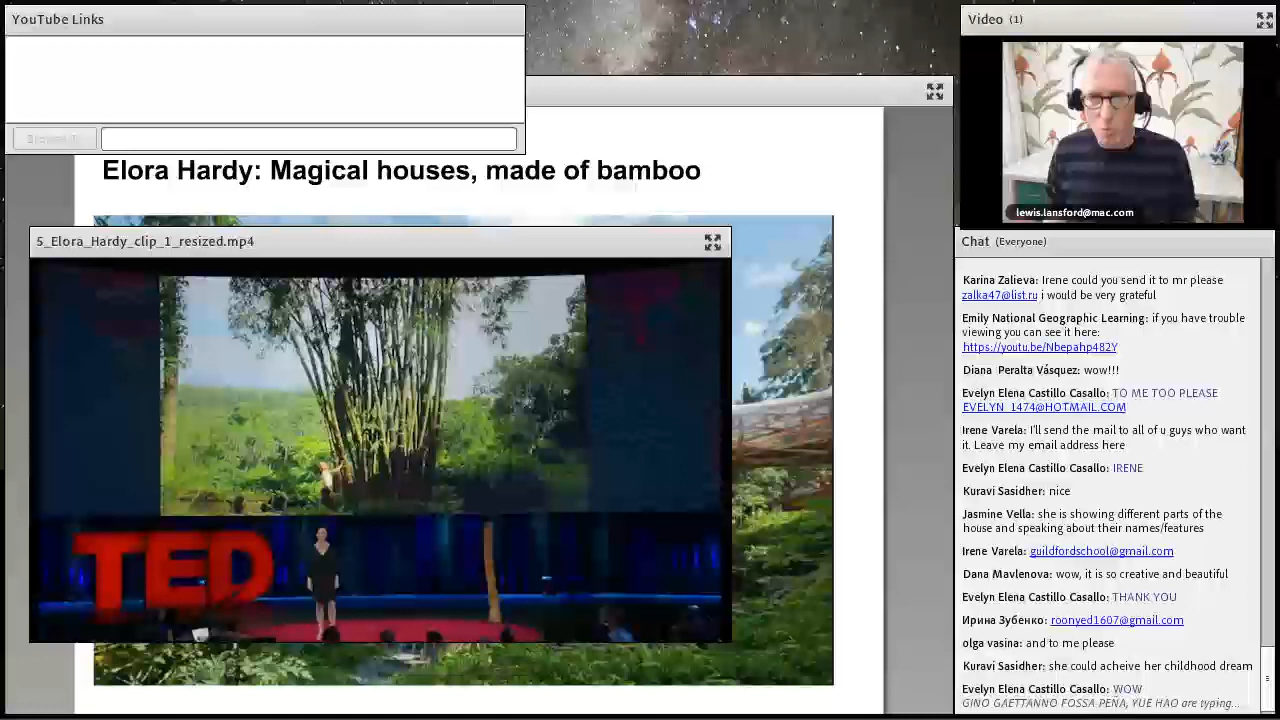 YouTube Links
Browse To
Elora Hardy: Magical houses, made of bamboo
5_Elora_Hardy_clip_1_resized.mp4
TED
Video (1)
lewis.lansford@mac.com
Chat (Everyone)
Karina Zalieva: Irene could you send it to mr please
zalka47@list.ru i would be very grateful
Emily National Geographic Learning: if you have trouble
viewing you can see it here:
https://youtu.be/Nbepahp482Y
Diana Peralta Vásquez: wow!!!
Evelyn Elena Castillo Casallo: TO ME TOO PLEASE
EVELYN_1474@HOTMAIL.COM
Irene Varela: I'll send the mail to all of u guys who want
it. Leave my email address here
Evelyn Elena Castillo Casallo: IRENE
Kuravi Sasidher: nice
Jasmine Vella: she is showing different parts of the
house and speaking about their names/features
Irene Varela: guildfordschool@gmail.com
Dana Mavlenova: wow, it is so creative and beautiful
Evelyn Elena Castillo Casallo: THANK YOU
Ирина Зубенко: roonyed1607@gmail.com
olga vasina: and to me please
Kuravi Sasidher: she could acheive her childhood dream
Evelyn Elena Castillo Casallo: WOW
GINO GAETTANNO FOSSA PEÑA, YUE HAO are typing...